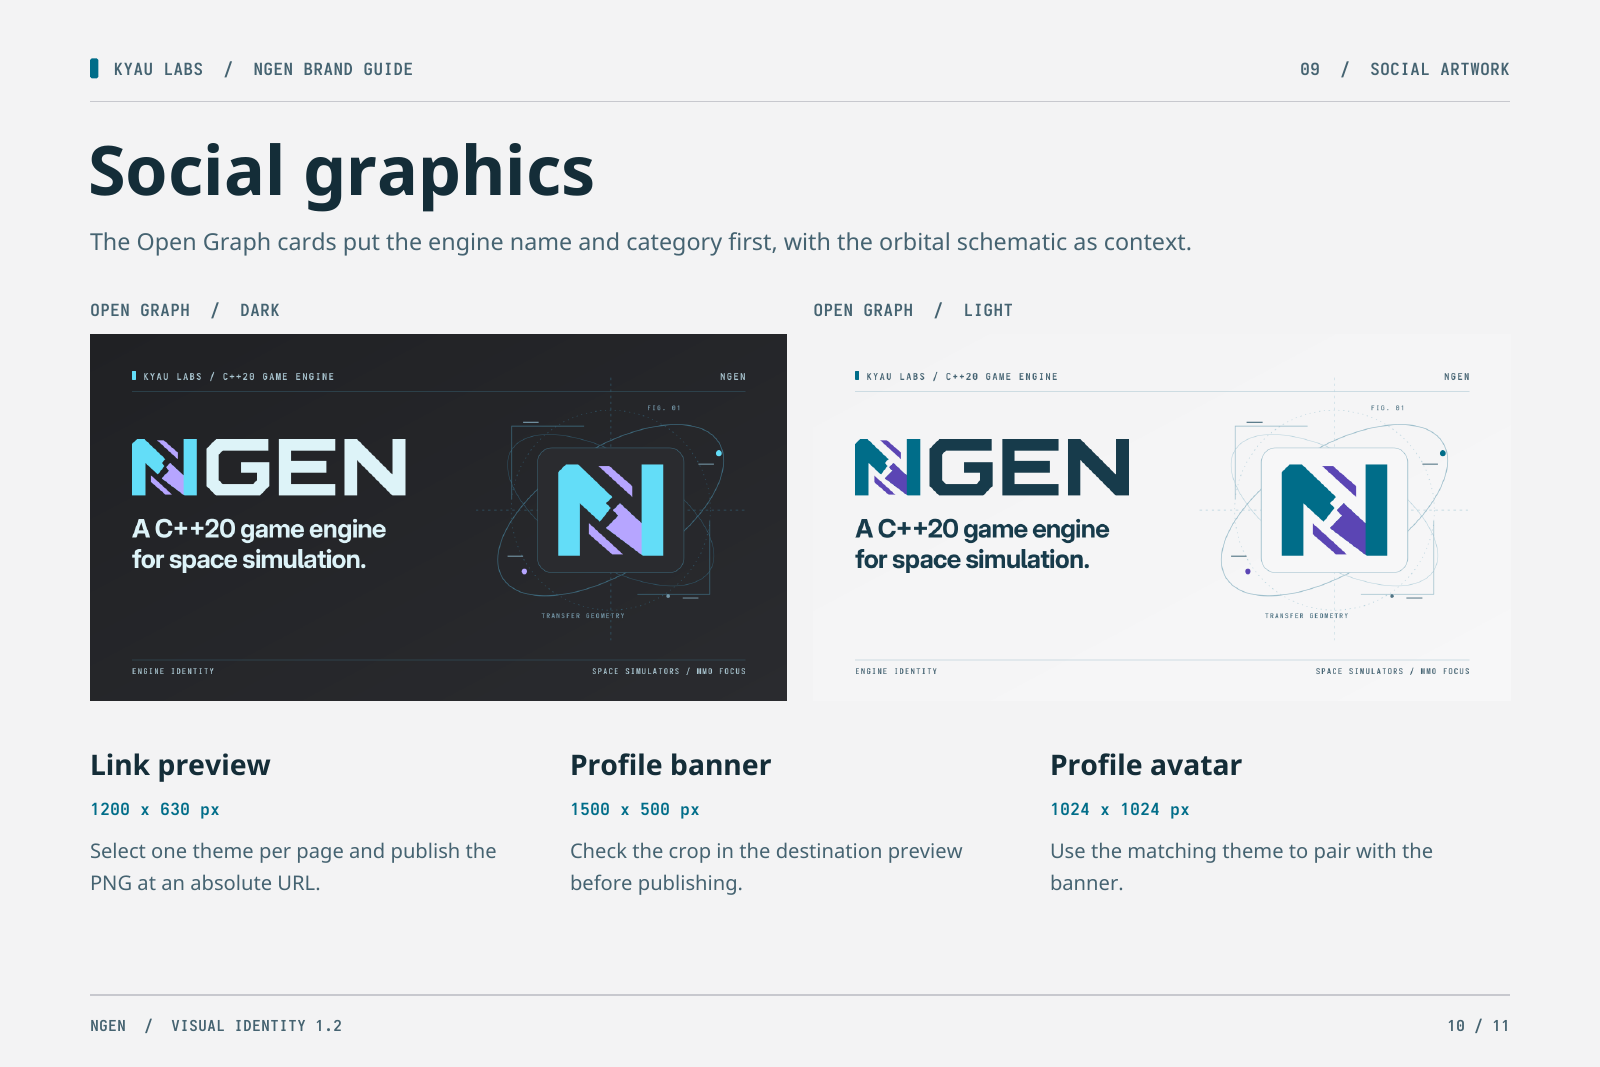 KYAU LABS / NGEN BRAND GUIDE
09 / SOCIAL ARTWORK
Social graphics
The Open Graph cards put the engine name and category first, with the orbital schematic as context.
OPEN GRAPH / DARK
KYAU LABS / C++20 GAME ENGINE
NGEN
FIG. 01
NGEN
N
A C++20 game engine
for space simulation.
TRANSFER GEOMETRY
ENGINE IDENTITY
SPACE SIMULATORS / MMO FOCUS
OPEN GRAPH / LIGHT
KYAU LABS / C++20 GAME ENGINE
NGEN
FIG. 01
NGEN
N
A C++20 game engine
for space simulation.
TRANSFER GEOMETRY
ENGINE IDENTITY
SPACE SIMULATORS / MMO FOCUS
Link preview
1200 x 630 px
Select one theme per page and publish the
PNG at an absolute URL.
Profile banner
1500 x 500 px
Check the crop in the destination preview
before publishing.
Profile avatar
1024 x 1024 px
Use the matching theme to pair with the
banner.
NGEN / VISUAL IDENTITY 1.2
10 / 11